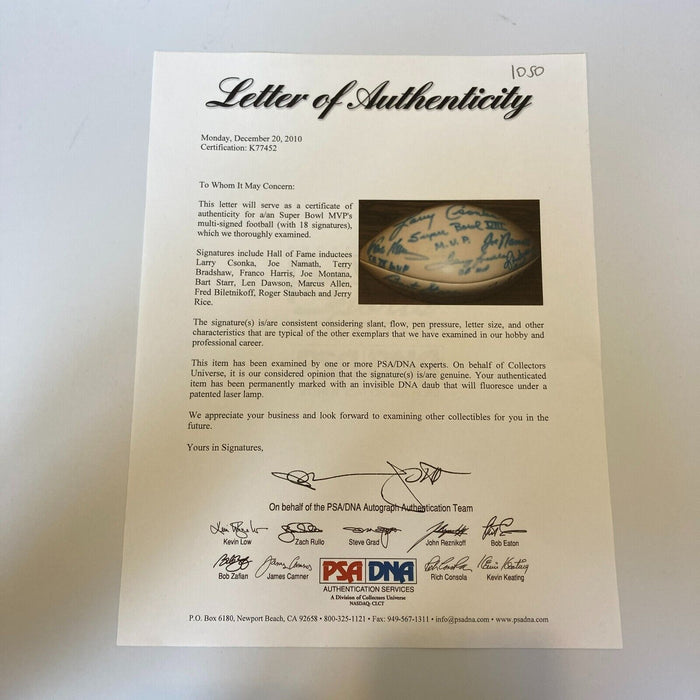 1050
Letter of Authenticity
Monday, December 20, 2010
Certification: K77452
To Whom It May Concern:
This letter will serve as a certificate of
authenticity for a/an Super Bowl MVP's
multi-signed football (with 18 signatures),
which we thoroughly examined.
Signatures include Hall of Fame inductees
Larry Csonka, Joe Namath, Terry
Bradshaw, Franco Harris, Joe Montana,
Bart Starr, Len Dawson, Marcus Allen,
Fred Biletnikoff, Roger Staubach and Jerry
Rice.
Larry Csonka
Super Bowl VIII
M.V.P.
Joe Namath
The signature(s) is/are consistent considering slant, flow, pen pressure, letter size, and other
characteristics that are typical of the other exemplars that we have examined in our hobby and
professional career.
This item has been examined by one or more PSA/DNA experts. On behalf of Collectors
Universe, it is our considered opinion that the signature(s) is/are genuine. Your authenticated
item has been permanently marked with an invisible DNA daub that will fluoresce under a
patented laser lamp.
We appreciate your business and look forward to examining other collectibles for you in the
future.
Yours in Signatures,
On behalf of the PSA/DNA Autograph Authentication Team
Kevin Low Zach Rullo Steve Grad John Reznikoff Bob Eaton
Bob Zafian James Camner PSA DNA Rich Consola Kevin Keating
AUTHENTICATION SERVICES
A Division of Collectors Universe
NASDAQ: CLCT
P.O. Box 6180, Newport Beach, CA 92658 • 800-325-1121 • Fax: 949-567-1311 • info@psadna.com • www.psadna.com